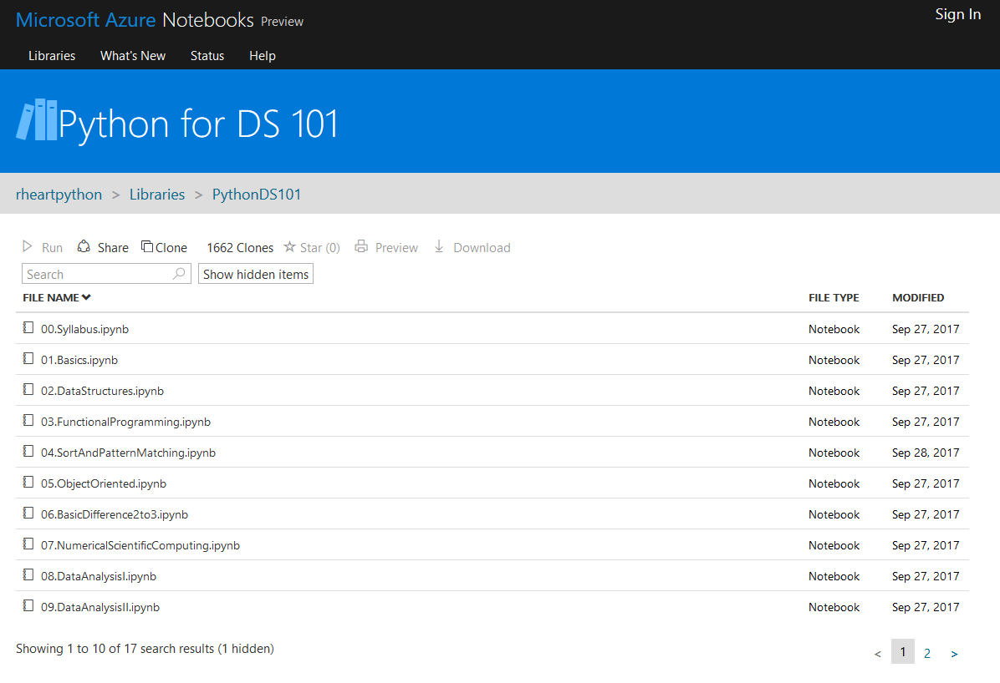 Microsoft Azure Notebooks Preview
Sign In
Libraries What's New Status Help
Python for DS 101
rheartpython > Libraries > PythonDS101
Run Share Clone 1662 Clones Star (0) Preview Download
Search Show hidden items
FILE NAME FILE TYPE MODIFIED
00.Syllabus.ipynb Notebook Sep 27, 2017
01.Basics.ipynb Notebook Sep 27, 2017
02.DataStructures.ipynb Notebook Sep 27, 2017
03.FunctionalProgramming.ipynb Notebook Sep 27, 2017
04.SortAndPatternMatching.ipynb Notebook Sep 28, 2017
05.ObjectOriented.ipynb Notebook Sep 27, 2017
06.BasicDifference2to3.ipynb Notebook Sep 27, 2017
07.NumericalScientificComputing.ipynb Notebook Sep 27, 2017
08.DataAnalysisI.ipynb Notebook Sep 27, 2017
09.DataAnalysisII.ipynb Notebook Sep 27, 2017
Showing 1 to 10 of 17 search results (1 hidden)
< 1 2 >